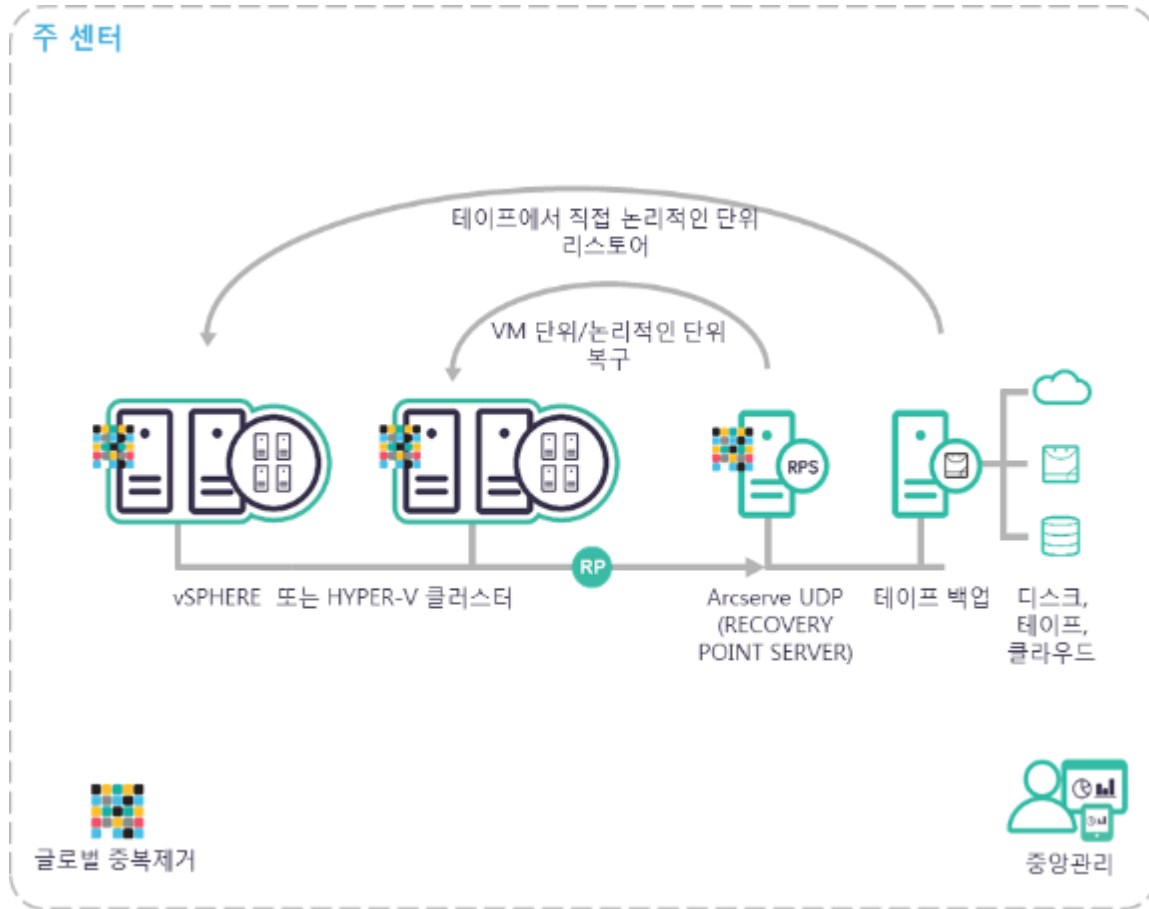 주 센터
테이프에서 직접 논리적인 단위
리스토어
VM 단위/논리적인 단위
복구
RPS
RP
vSPHERE 또는 HYPER-V 클러스터
Arcserve UDP
(RECOVERY
POINT SERVER)
테이프 백업
디스크,
테이프,
클라우드
글로벌 중복제거
중앙관리